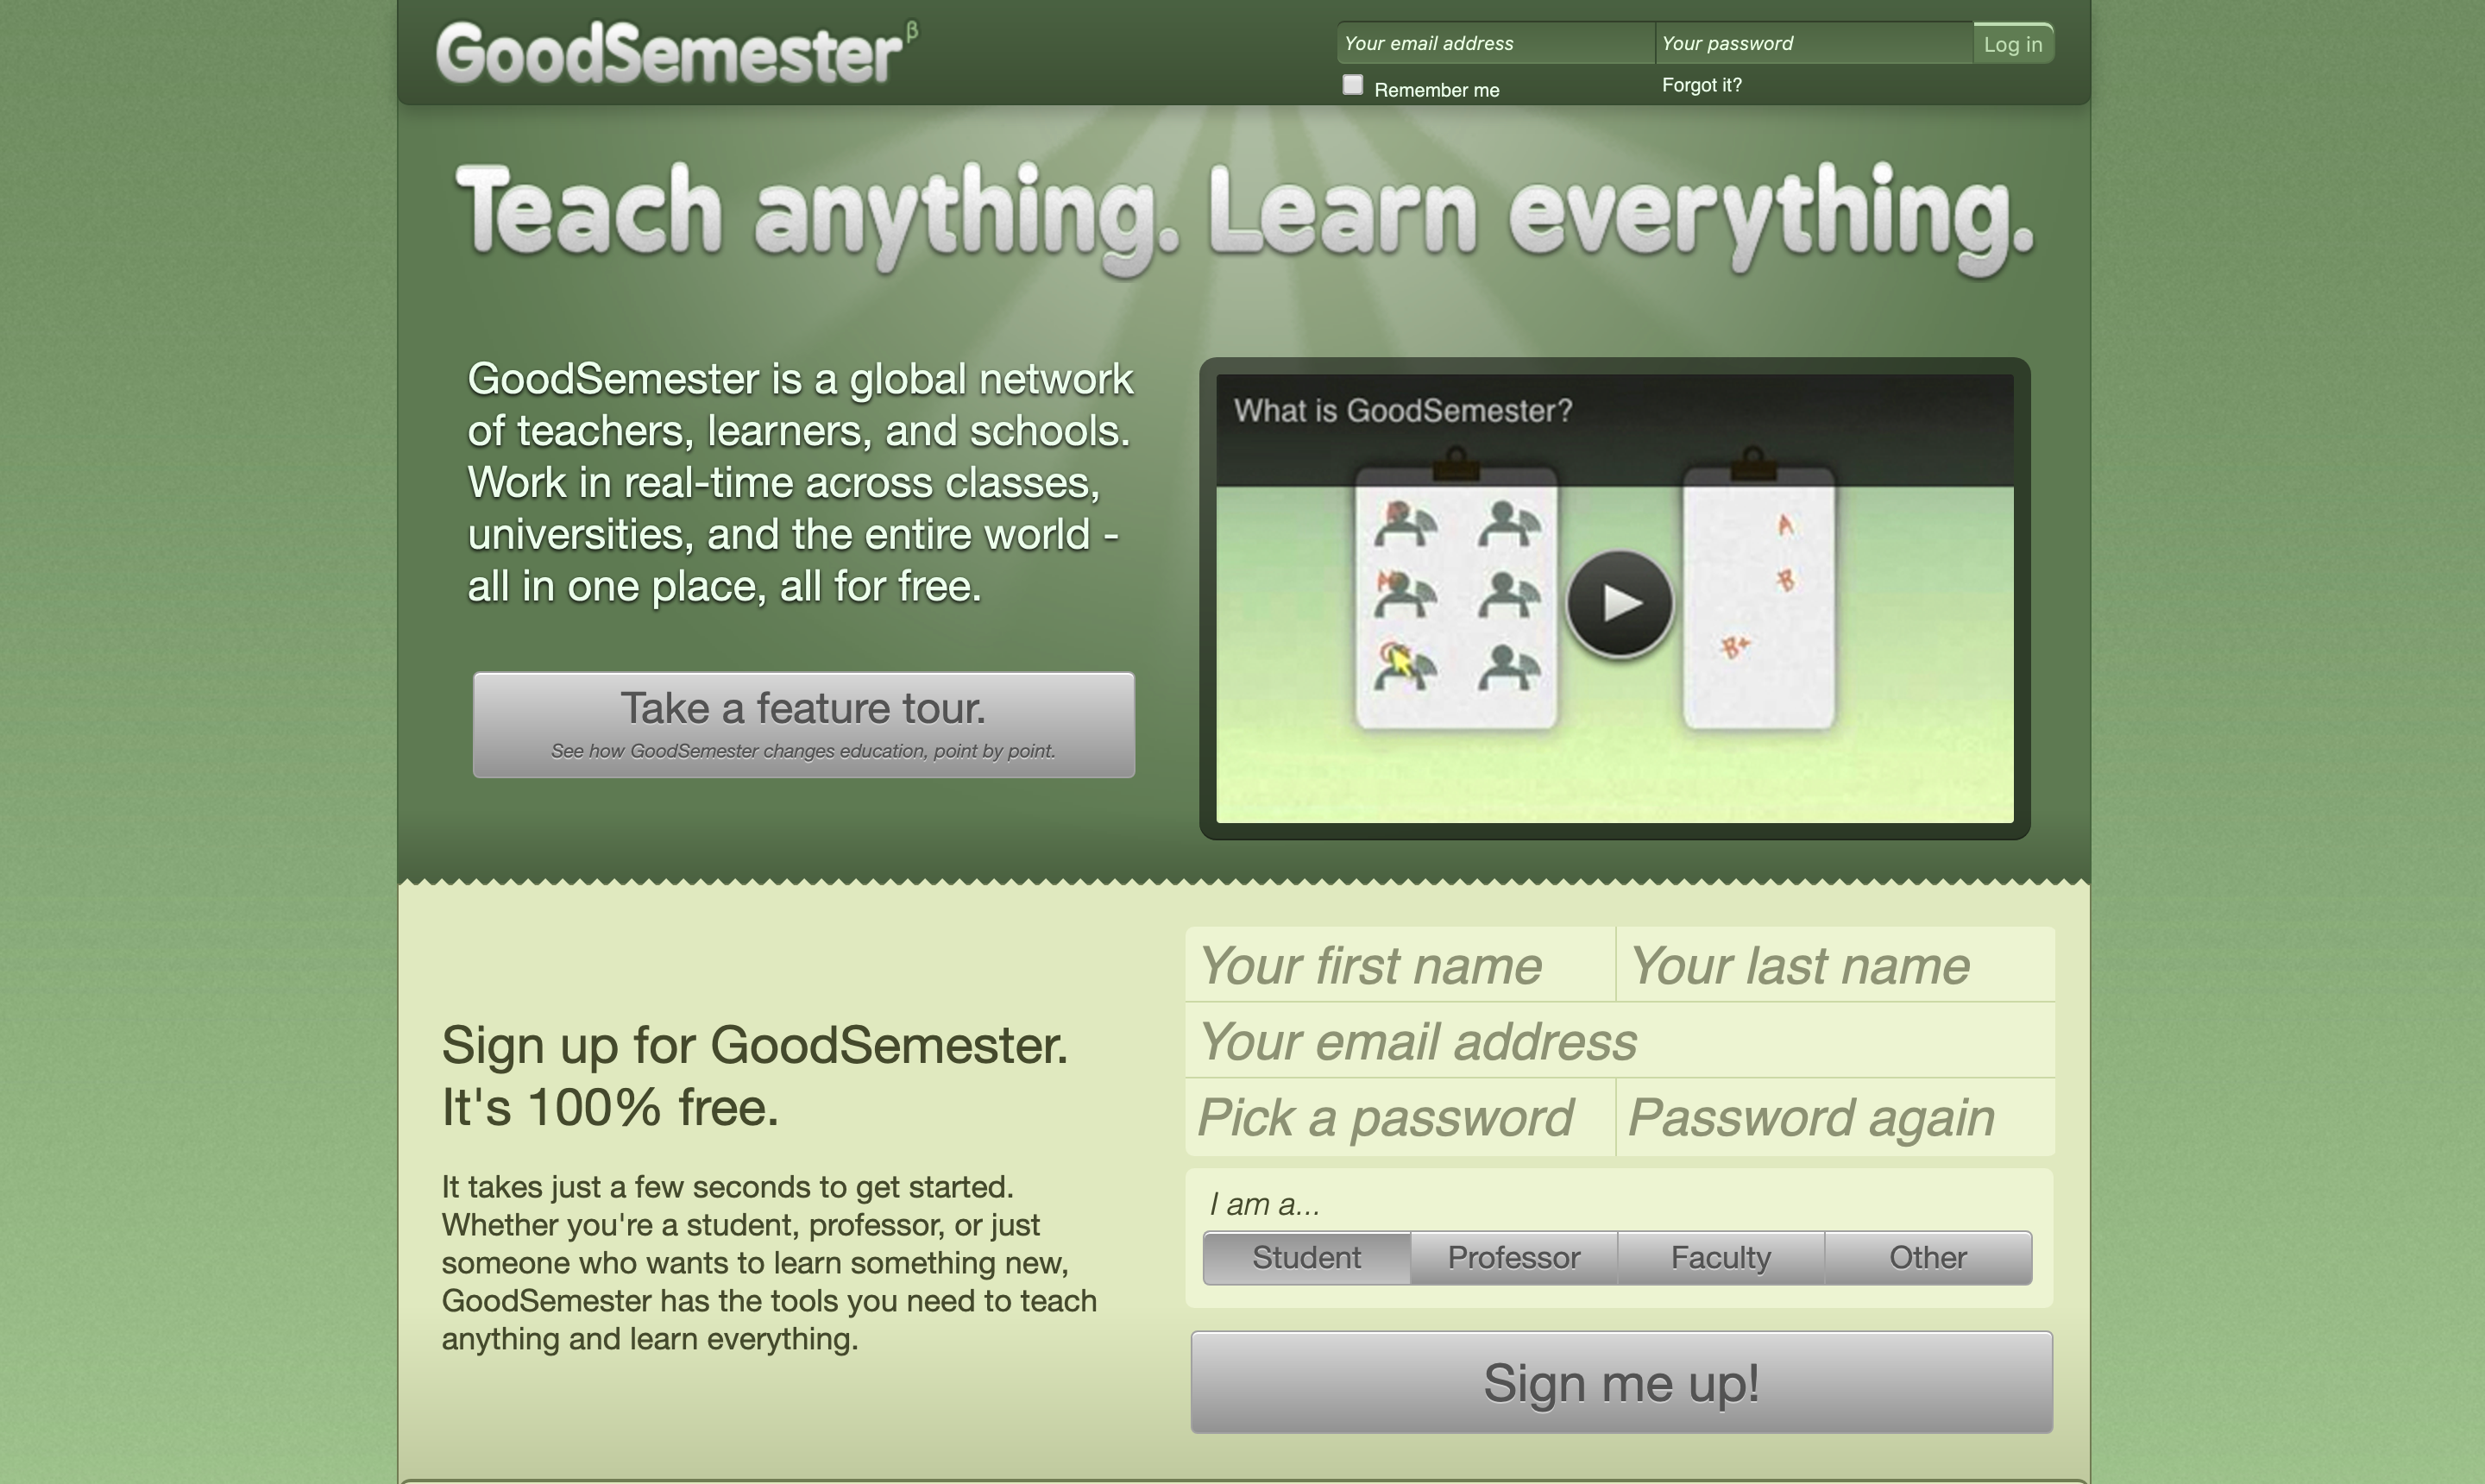 GoodSemester β
Your email address
Your password
Log in
Remember me
Forgot it?
Teach anything. Learn everything.
GoodSemester is a global network
of teachers, learners, and schools.
Work in real-time across classes,
universities, and the entire world -
all in one place, all for free.
Take a feature tour.
See how GoodSemester changes education, point by point.
What is GoodSemester?
A
B
B+
Sign up for GoodSemester.
It's 100% free.
It takes just a few seconds to get started.
Whether you're a student, professor, or just
someone who wants to learn something new,
GoodSemester has the tools you need to teach
anything and learn everything.
Your first name
Your last name
Your email address
Pick a password
Password again
I am a...
Student
Professor
Faculty
Other
Sign me up!